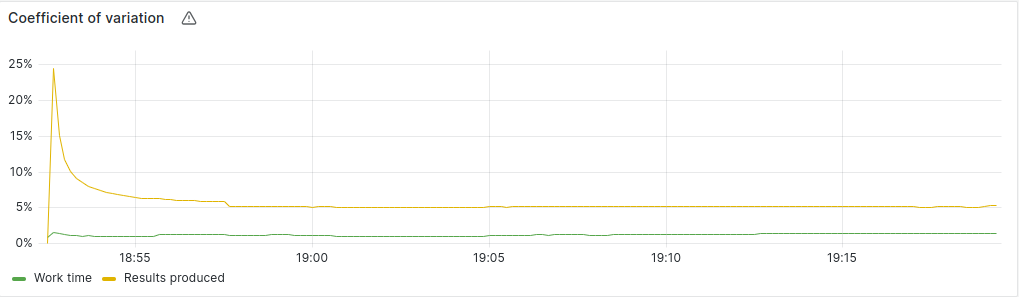 Coefficient of variation
25%
20%
15%
10%
5%
0%
18:55 19:00 19:05 19:10 19:15
Work time Results produced